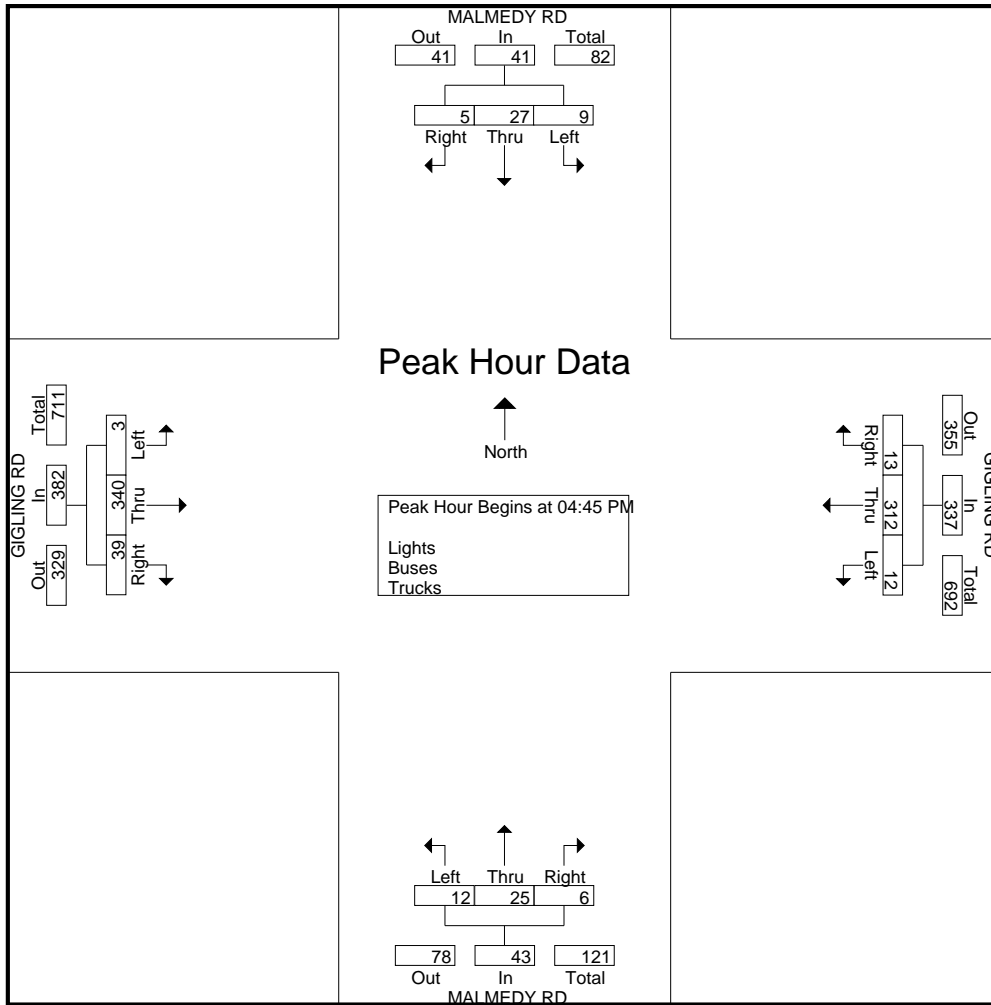 MALMEDY RD
Out In Total
41 41 82
5 27 9
Right Thru Left
Peak Hour Data
North
Peak Hour Begins at 04:45 PM
Lights
Buses
Trucks
GIGLING RD
Total In Out
711 382 329
3 340 39
Left Thru Right
Right Thru Left
13 312 12
355 337 692
Out In Total
GIGLING RD
Left Thru Right
12 25 6
78 43 121
Out In Total
MALMEDY RD